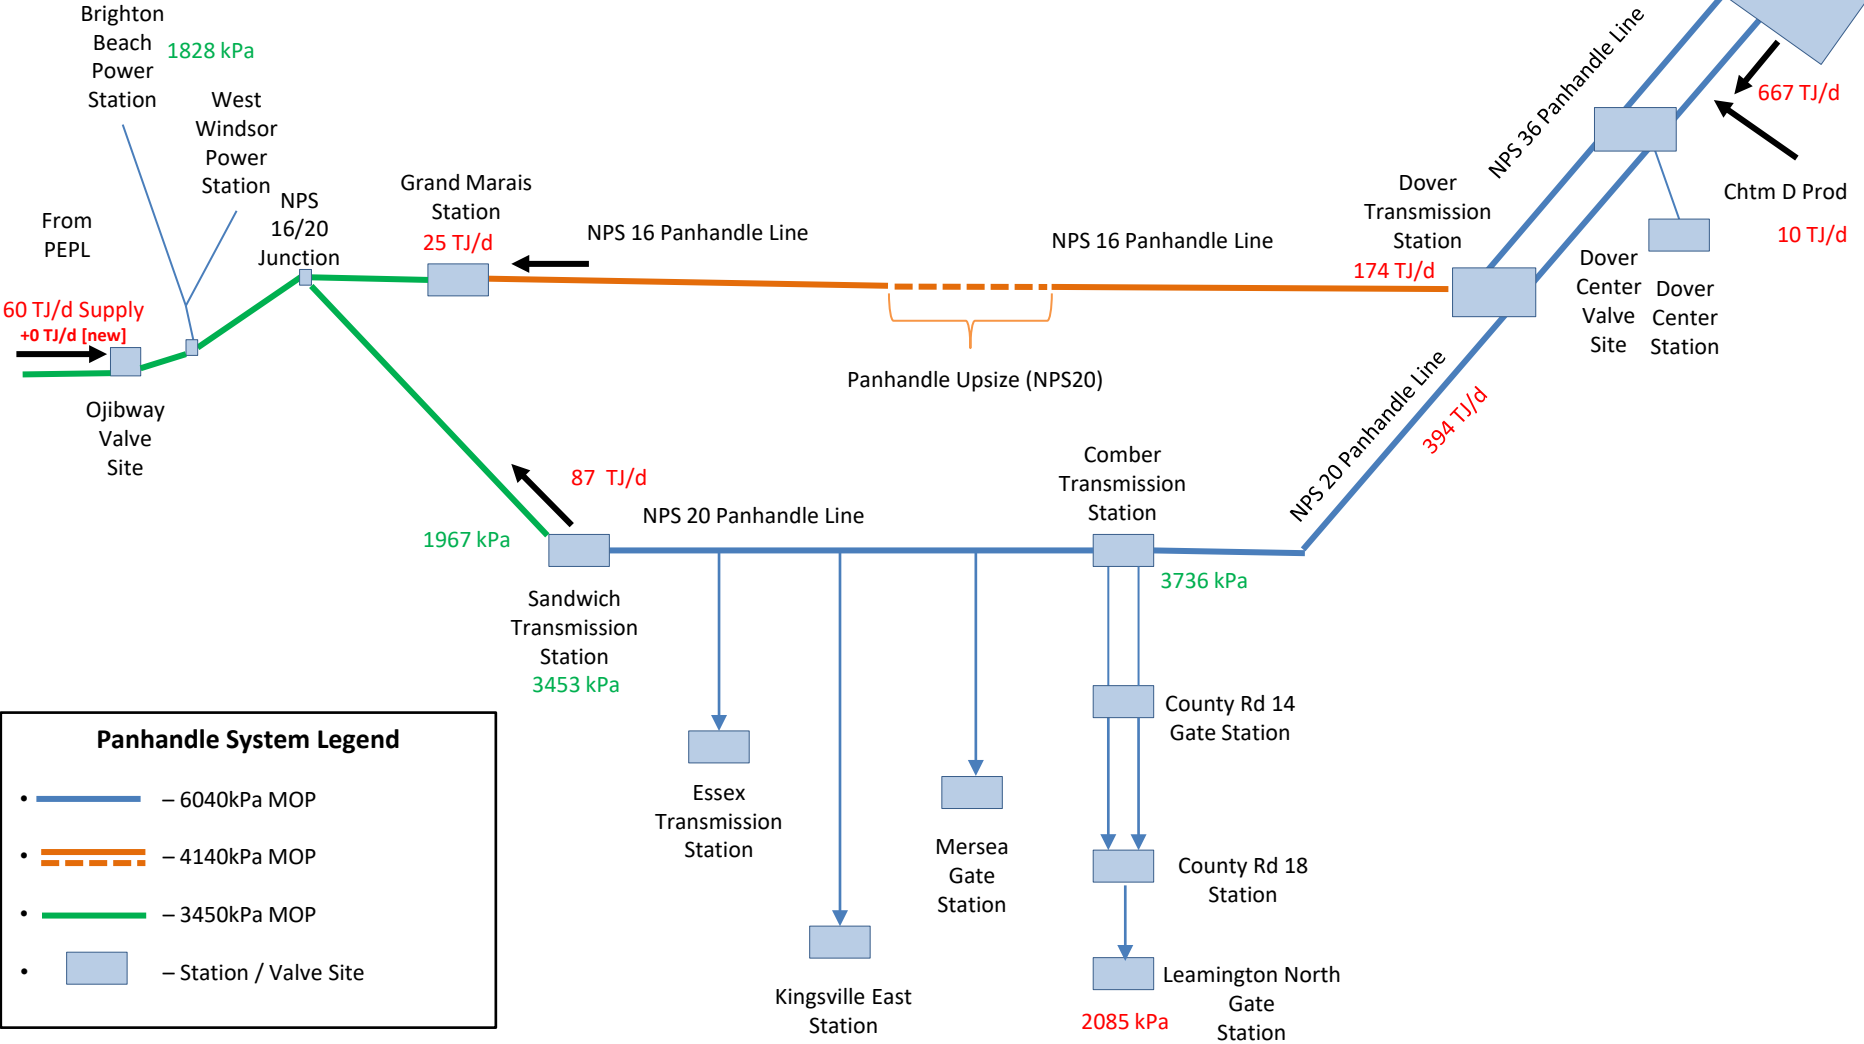 Brighton
Beach
Power
Station
1828 kPa
West
Windsor
Power
Station
NPS
16/20
Junction
From
PEPL
60 TJ/d Supply
+0 TJ/d [new]
Ojibway
Valve
Site
Grand Marais
Station
25 TJ/d
NPS 16 Panhandle Line
NPS 16 Panhandle Line
Panhandle Upsize (NPS20)
Dover
Transmission
Station
174 TJ/d
NPS 36 Panhandle Line
667 TJ/d
Chtm D Prod
10 TJ/d
Dover
Center
Valve
Site
Dover
Center
Station
NPS 20 Panhandle Line
394 TJ/d
Comber
Transmission
Station
3736 kPa
87 TJ/d
NPS 20 Panhandle Line
1967 kPa
Sandwich
Transmission
Station
3453 kPa
Essex
Transmission
Station
Kingsville East
Station
Mersea
Gate
Station
County Rd 14
Gate Station
County Rd 18
Station
Leamington North
Gate
Station
2085 kPa
Panhandle System Legend
• – 6040kPa MOP
• – 4140kPa MOP
• – 3450kPa MOP
• – Station / Valve Site